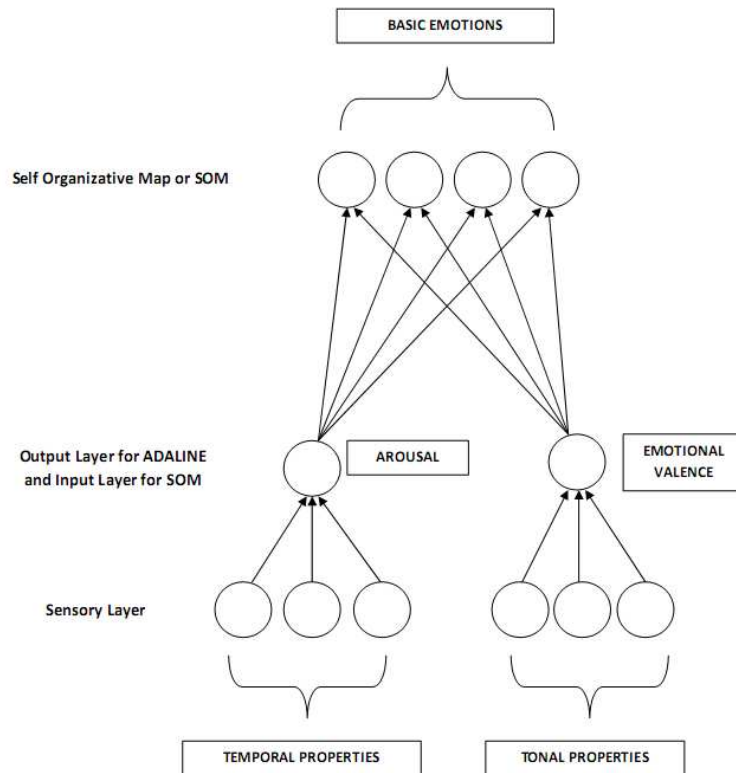 BASIC EMOTIONS
Self Organizative Map or SOM
Output Layer for ADALINE
and Input Layer for SOM
AROUSAL
EMOTIONAL
VALENCE
Sensory Layer
TEMPORAL PROPERTIES
TONAL PROPERTIES